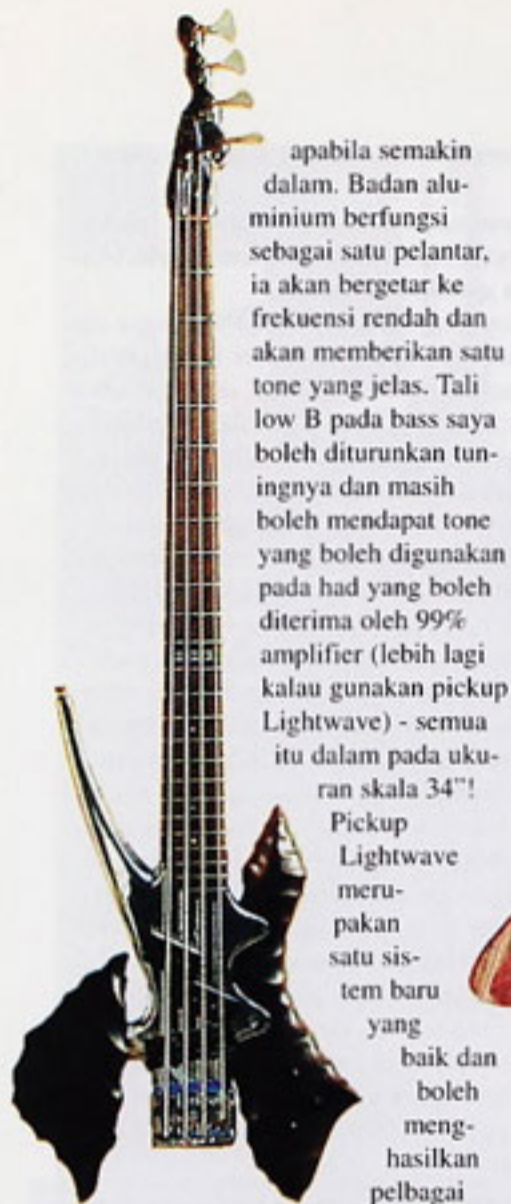 apabila semakin
dalam. Badan alu-
minium berfungsi
sebagai satu pelantar,
ia akan bergetar ke
frekuensi rendah dan
akan memberikan satu
tone yang jelas. Tali
low B pada bass saya
boleh diturunkan tun-
ingnya dan masih
boleh mendapat tone
yang boleh digunakan
pada had yang boleh
diterima oleh 99%
amplifier (lebih lagi
kalau gunakan pickup
Lightwave) - semua
itu dalam pada uku-
ran skala 34”!
Pickup
Lightwave
meru-
pakan
satu sis-
tem baru
yang
baik dan
boleh
meng-
hasilkan
pelbagai